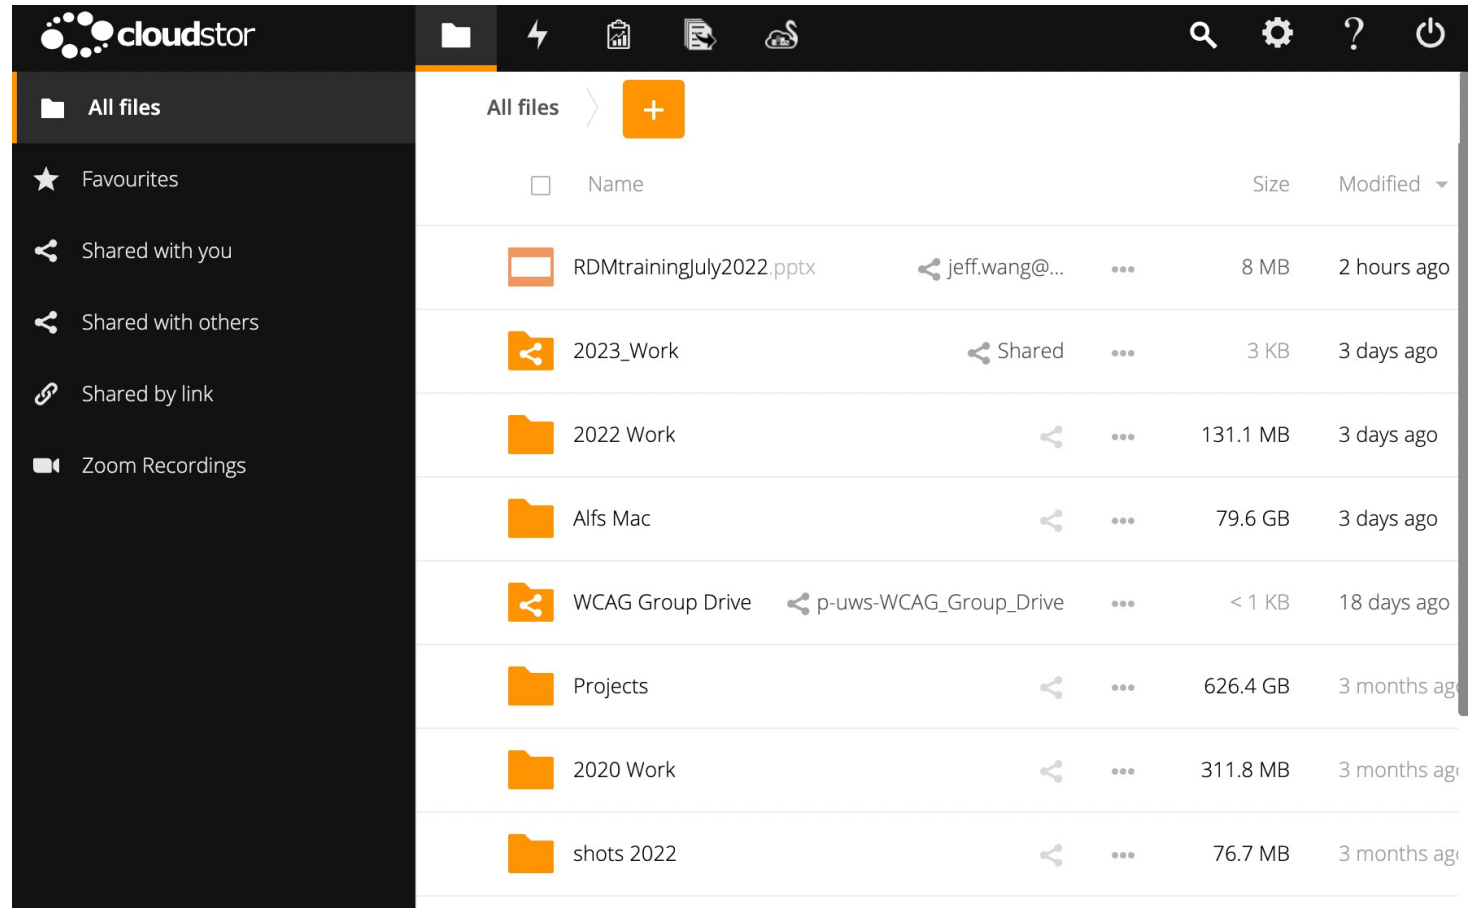 cloudstor
All files
Favourites
Shared with you
Shared with others
Shared by link
Zoom Recordings
All files
+
Name Size Modified
RDMtrainingJuly2022.pptx jeff.wang@... 8 MB 2 hours ago
2023_Work Shared 3 KB 3 days ago
2022 Work 131.1 MB 3 days ago
Alfs Mac 79.6 GB 3 days ago
WCAG Group Drive p-uws-WCAG_Group_Drive < 1 KB 18 days ago
Projects 626.4 GB 3 months ago
2020 Work 311.8 MB 3 months ago
shots 2022 76.7 MB 3 months ago